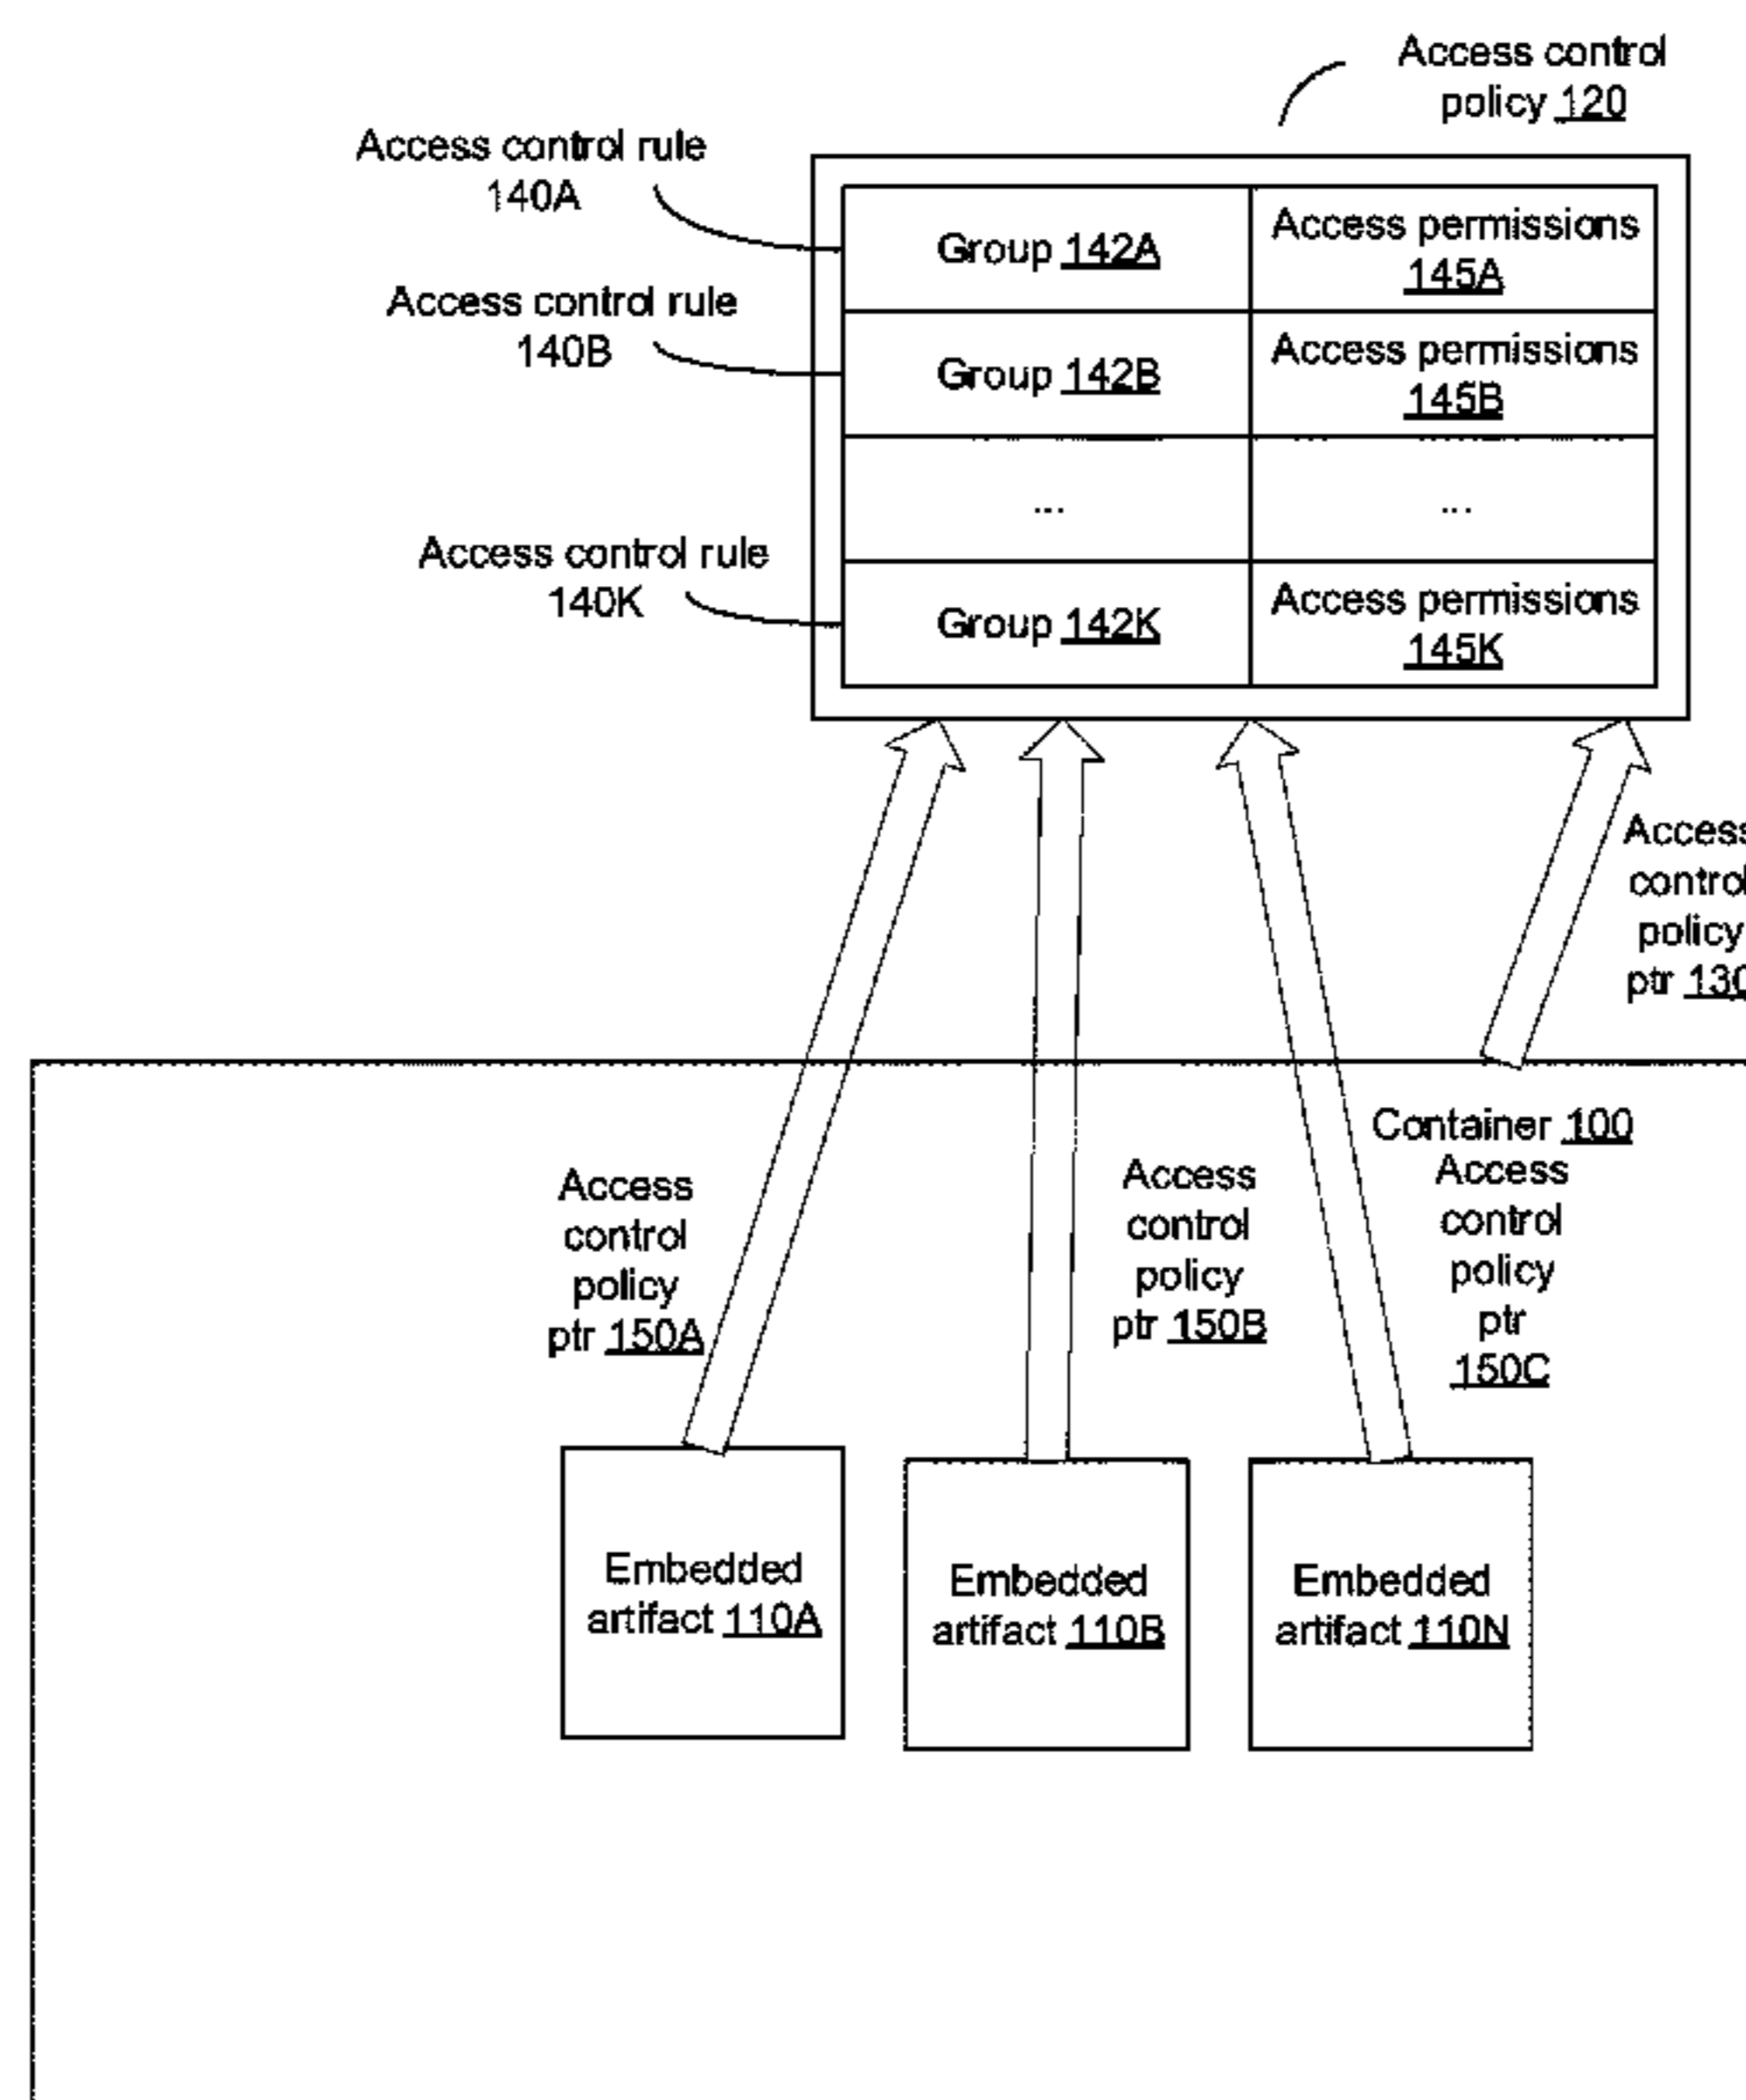 Access control
policy 120
Access control rule
140A
Group 142A
Access permissions
145A
Access control rule
140B
Group 142B
Access permissions
145B
...
...
Access control rule
140K
Group 142K
Access permissions
145K
Access
control
policy
ptr 130
Container 100
Access
control
policy
ptr 150A
Access
control
policy
ptr 150B
Access
control
policy
ptr
150C
Embedded
artifact 110A
Embedded
artifact 110B
Embedded
artifact 110N